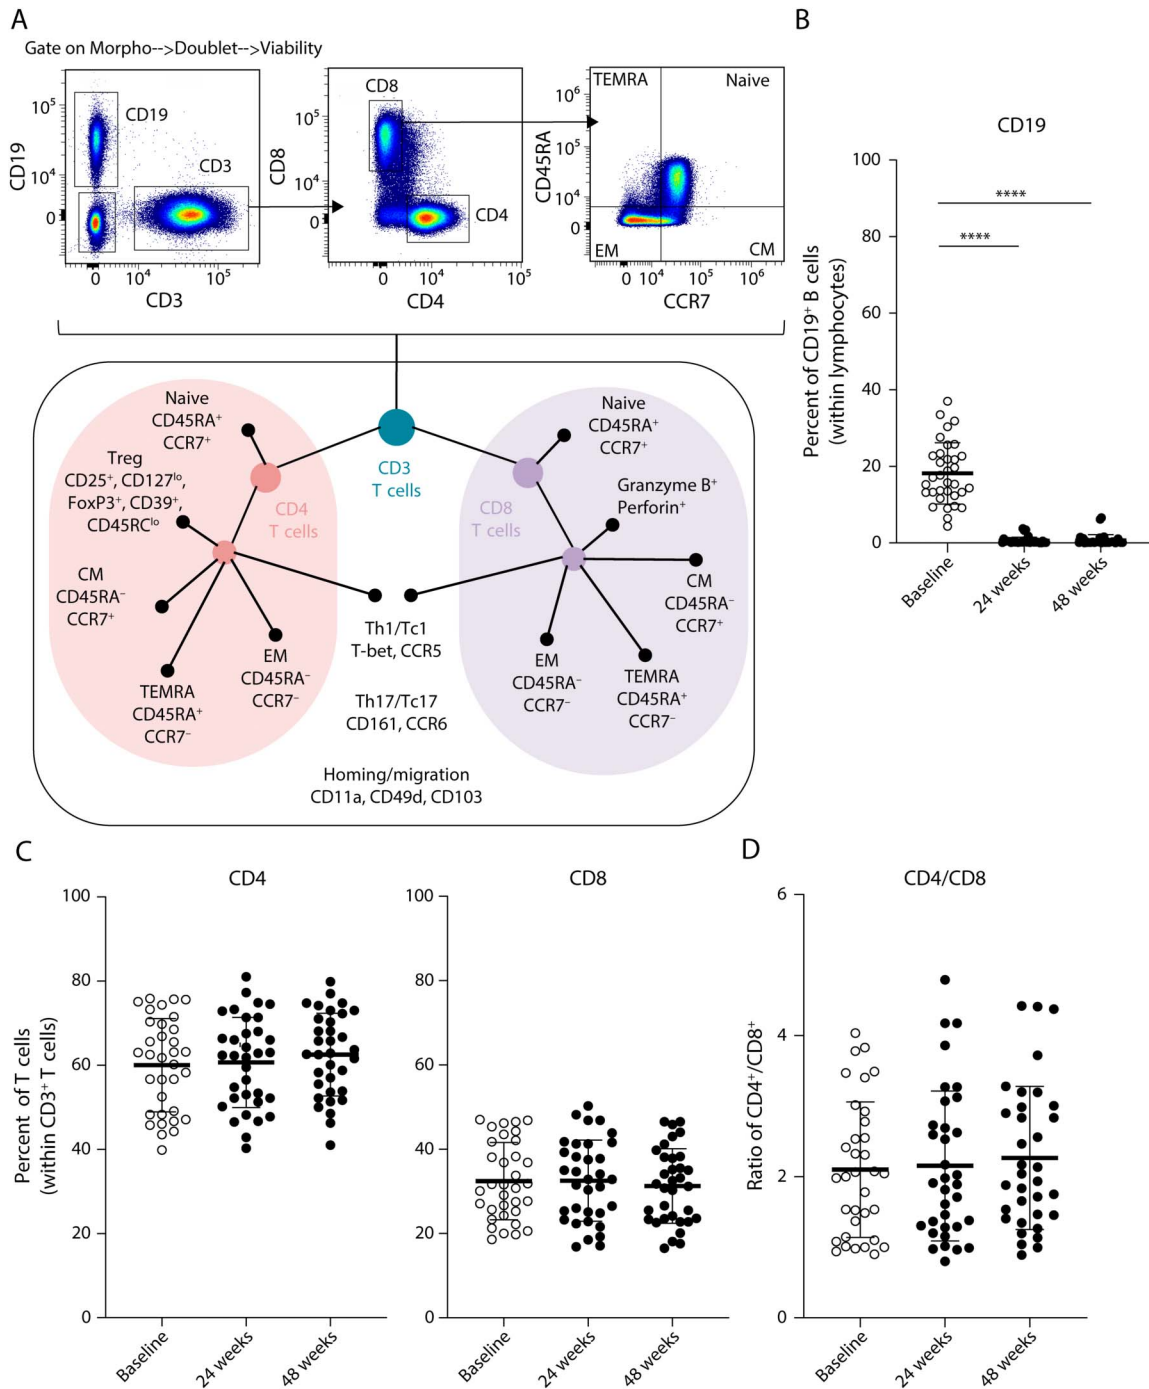 A
Gate on Morpho-->Doublet-->Viability
CD19
10⁵
10⁴
0
CD19
CD3
0
10⁴
10⁵
CD3
CD8
10⁵
10⁴
0
CD8
CD4
0
10⁴
10⁵
CD4
CD45RA
10⁶
10⁵
10⁴
0
TEMRA
Naive
EM
CM
0
10⁴
10⁵
10⁶
CCR7
Naive
CD45RA⁺
CCR7⁺
Treg
CD25⁺, CD127ˡᵒ,
FoxP3⁺, CD39⁺,
CD45RCˡᵒ
CD4
T cells
CM
CD45RA⁻
CCR7⁺
TEMRA
CD45RA⁺
CCR7⁻
EM
CD45RA⁻
CCR7⁻
CD3
T cells
Th1/Tc1
T-bet, CCR5
Th17/Tc17
CD161, CCR6
Homing/migration
CD11a, CD49d, CD103
Naive
CD45RA⁺
CCR7⁺
CD8
T cells
Granzyme B⁺
Perforin⁺
CM
CD45RA⁻
CCR7⁺
EM
CD45RA⁻
CCR7⁻
TEMRA
CD45RA⁺
CCR7⁻
B
CD19
Percent of CD19⁺ B cells
(within lymphocytes)
100
80
60
40
20
0
****
****
Baseline
24 weeks
48 weeks
C
CD4
Percent of T cells
(within CD3⁺ T cells)
100
80
60
40
20
0
Baseline
24 weeks
48 weeks
CD8
100
80
60
40
20
0
Baseline
24 weeks
48 weeks
D
CD4/CD8
Ratio of CD4⁺/CD8⁺
6
4
2
0
Baseline
24 weeks
48 weeks